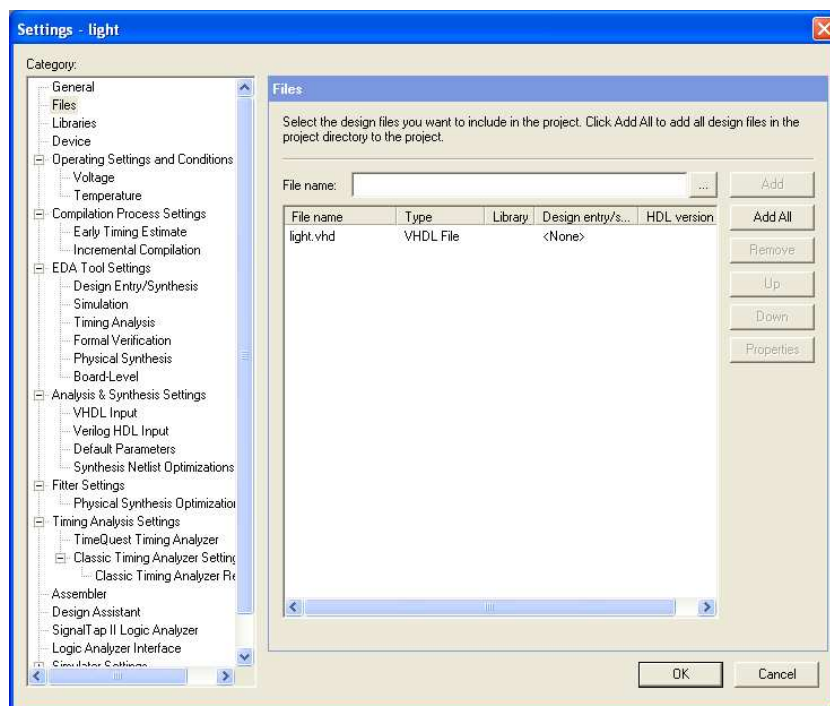 Settings - light
Category:
General
Files
Libraries
Device
Operating Settings and Conditions
Voltage
Temperature
Compilation Process Settings
Early Timing Estimate
Incremental Compilation
EDA Tool Settings
Design Entry/Synthesis
Simulation
Timing Analysis
Formal Verification
Physical Synthesis
Board-Level
Analysis & Synthesis Settings
VHDL Input
Verilog HDL Input
Default Parameters
Synthesis Netlist Optimizations
Fitter Settings
Physical Synthesis Optimization
Timing Analysis Settings
TimeQuest Timing Analyzer
Classic Timing Analyzer Setting
Classic Timing Analyzer Re
Assembler
Design Assistant
SignalTap II Logic Analyzer
Logic Analyzer Interface
Simulator Settings
Files
Select the design files you want to include in the project. Click Add All to add all design files in the
project directory to the project.
File name: ... Add
File name Type Library Design entry/s... HDL version Add All
light.vhd VHDL File <None>
Remove
Up
Down
Properties
OK Cancel